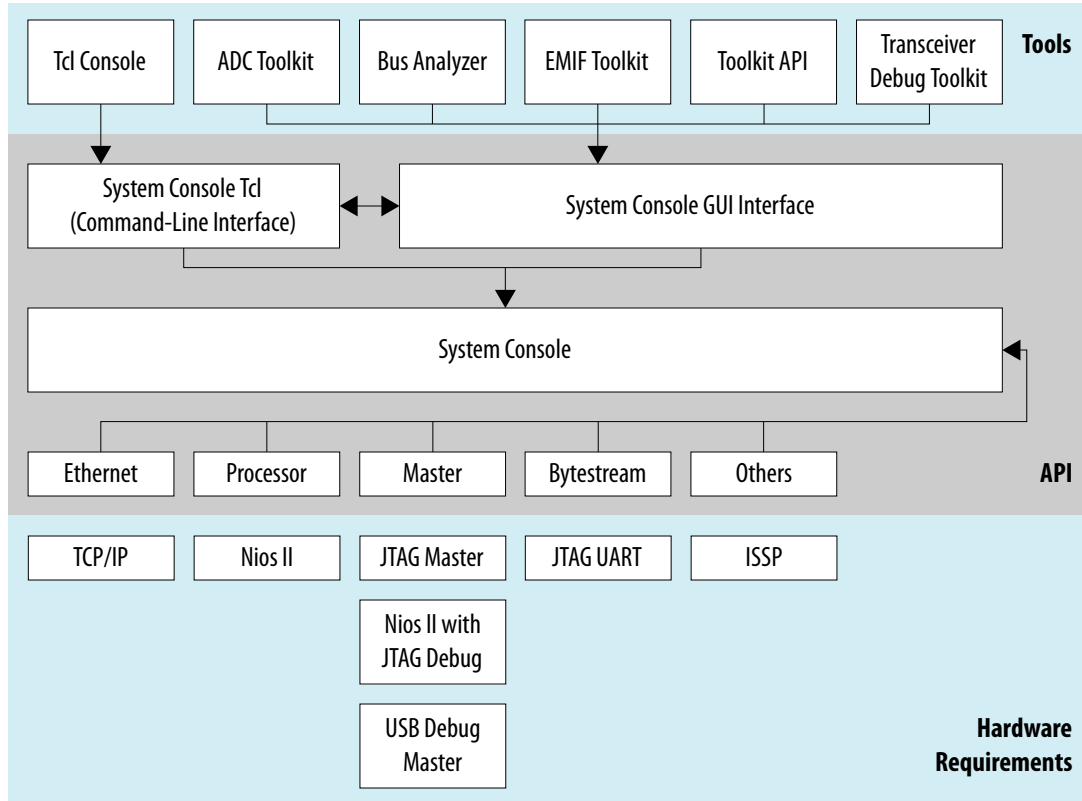 Tcl Console
ADC Toolkit
Bus Analyzer
EMIF Toolkit
Toolkit API
Transceiver
Debug Toolkit
Tools
System Console Tcl
(Command-Line Interface)
System Console GUI Interface
System Console
Ethernet
Processor
Master
Bytestream
Others
API
TCP/IP
Nios II
JTAG Master
JTAG UART
ISSP
Nios II with
JTAG Debug
USB Debug
Master
Hardware
Requirements